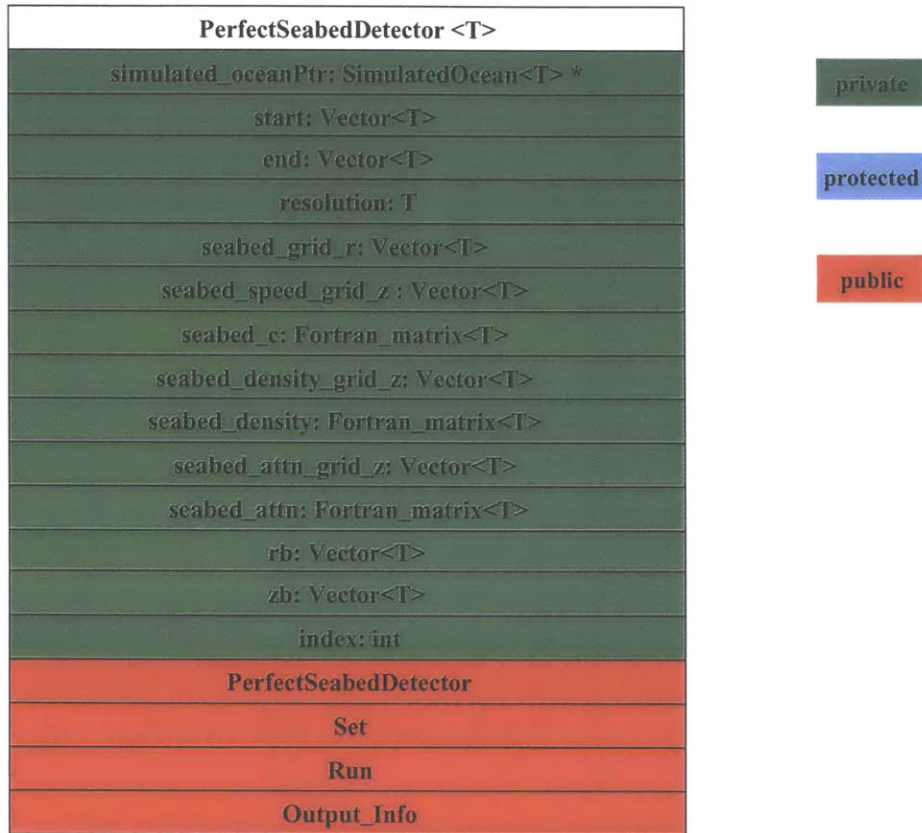 PerfectSeabedDetector <T>
simulated_oceanPtr: SimulatedOcean<T> *
start: Vector<T>
end: Vector<T>
resolution: T
seabed_grid_r: Vector<T>
seabed_speed_grid_z : Vector<T>
seabed_c: Fortran_matrix<T>
seabed_density_grid_z: Vector<T>
seabed_density: Fortran_matrix<T>
seabed_attn_grid_z: Vector<T>
seabed_attn: Fortran_matrix<T>
rb: Vector<T>
zb: Vector<T>
index: int
PerfectSeabedDetector
Set
Run
Output_Info
private
protected
public